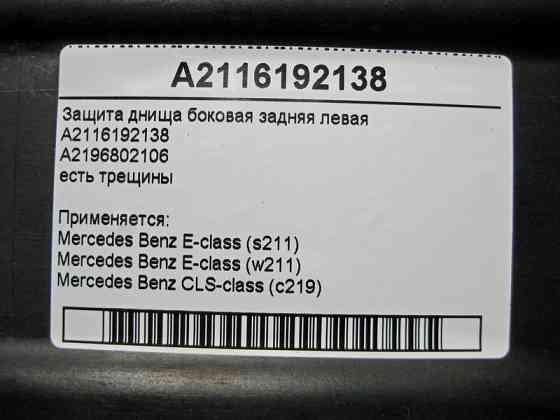 A2116192138
Защита днища боковая задняя левая
A2116192138
A2196802106
есть трещины
Применяется:
Mercedes Benz E-class (s211)
Mercedes Benz E-class (w211)
Mercedes Benz CLS-class (c219)